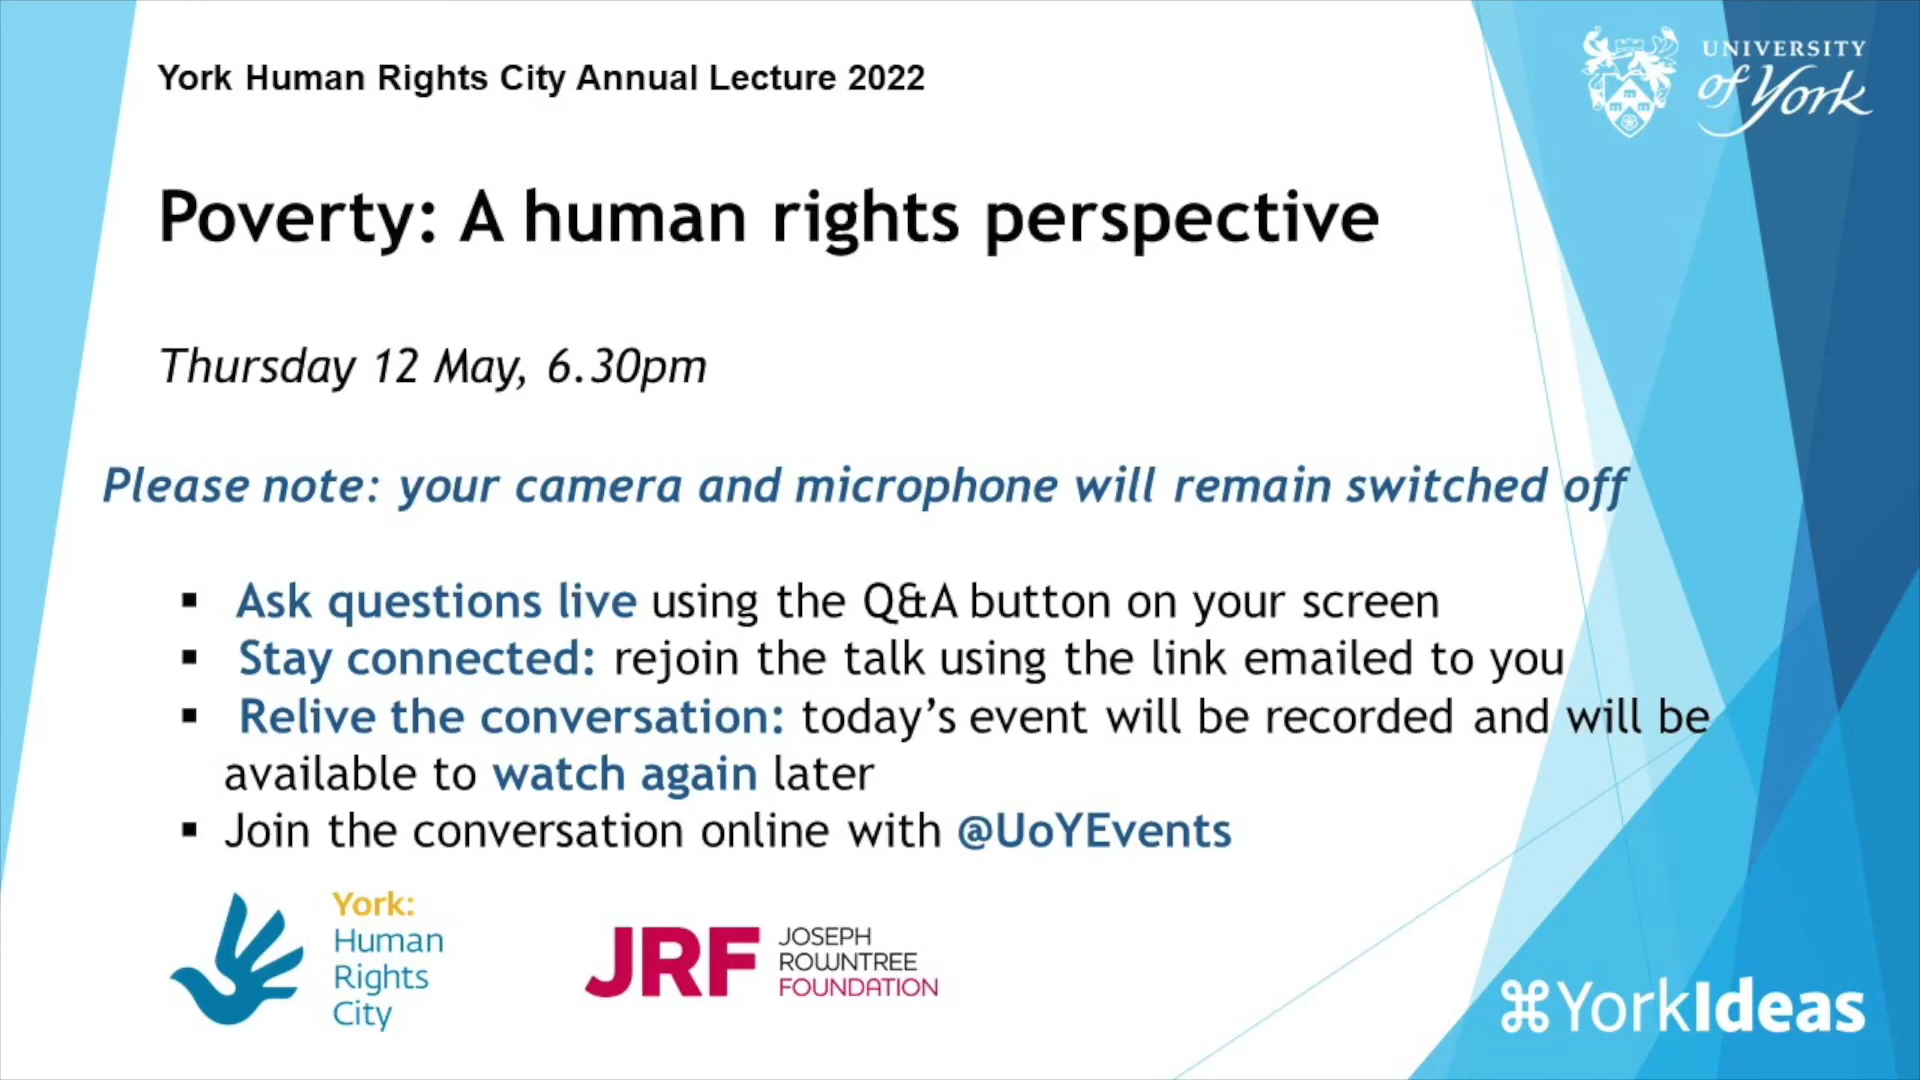 York Human Rights City Annual Lecture 2022
UNIVERSITY
of York
Poverty: A human rights perspective
Thursday 12 May, 6.30pm
Please note: your camera and microphone will remain switched off
▪ Ask questions live using the Q&A button on your screen
▪ Stay connected: rejoin the talk using the link emailed to you
▪ Relive the conversation: today’s event will be recorded and will be
available to watch again later
▪ Join the conversation online with @UoYEvents
York:
Human
Rights
City
JRF
JOSEPH
ROWNTREE
FOUNDATION
⌘YorkIdeas